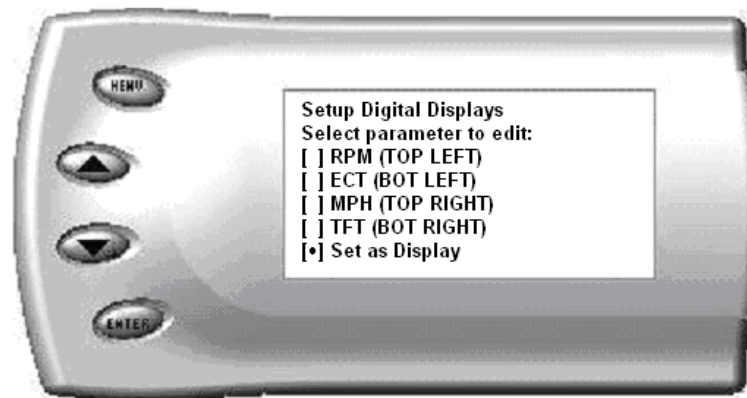 MENU
Setup Digital Displays
Select parameter to edit:
[ ] RPM (TOP LEFT)
[ ] ECT (BOT LEFT)
[ ] MPH (TOP RIGHT)
[ ] TFT (BOT RIGHT)
[•] Set as Display
ENTER